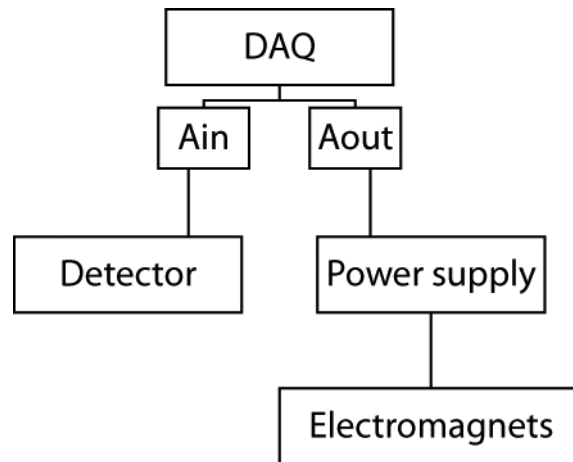 DAQ
Ain
Aout
Detector
Power supply
Electromagnets